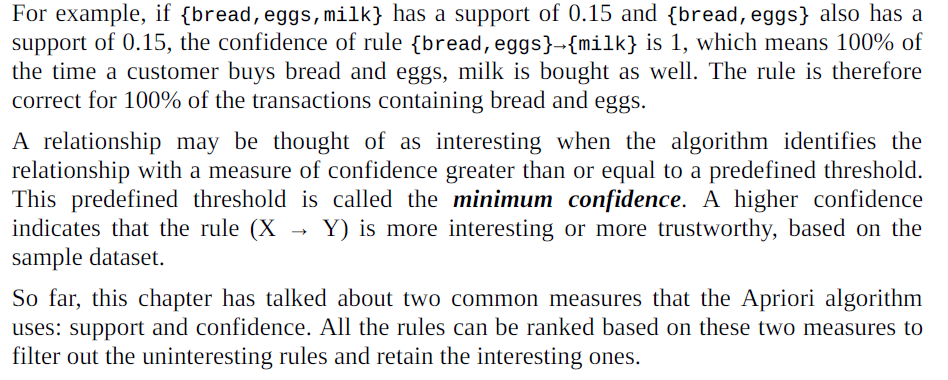 For example, if {bread,eggs,milk} has a support of 0.15 and {bread,eggs} also has a
support of 0.15, the confidence of rule {bread,eggs}→{milk} is 1, which means 100% of
the time a customer buys bread and eggs, milk is bought as well. The rule is therefore
correct for 100% of the transactions containing bread and eggs.
A relationship may be thought of as interesting when the algorithm identifies the
relationship with a measure of confidence greater than or equal to a predefined threshold.
This predefined threshold is called the minimum confidence. A higher confidence
indicates that the rule (X → Y) is more interesting or more trustworthy, based on the
sample dataset.
So far, this chapter has talked about two common measures that the Apriori algorithm
uses: support and confidence. All the rules can be ranked based on these two measures to
filter out the uninteresting rules and retain the interesting ones.